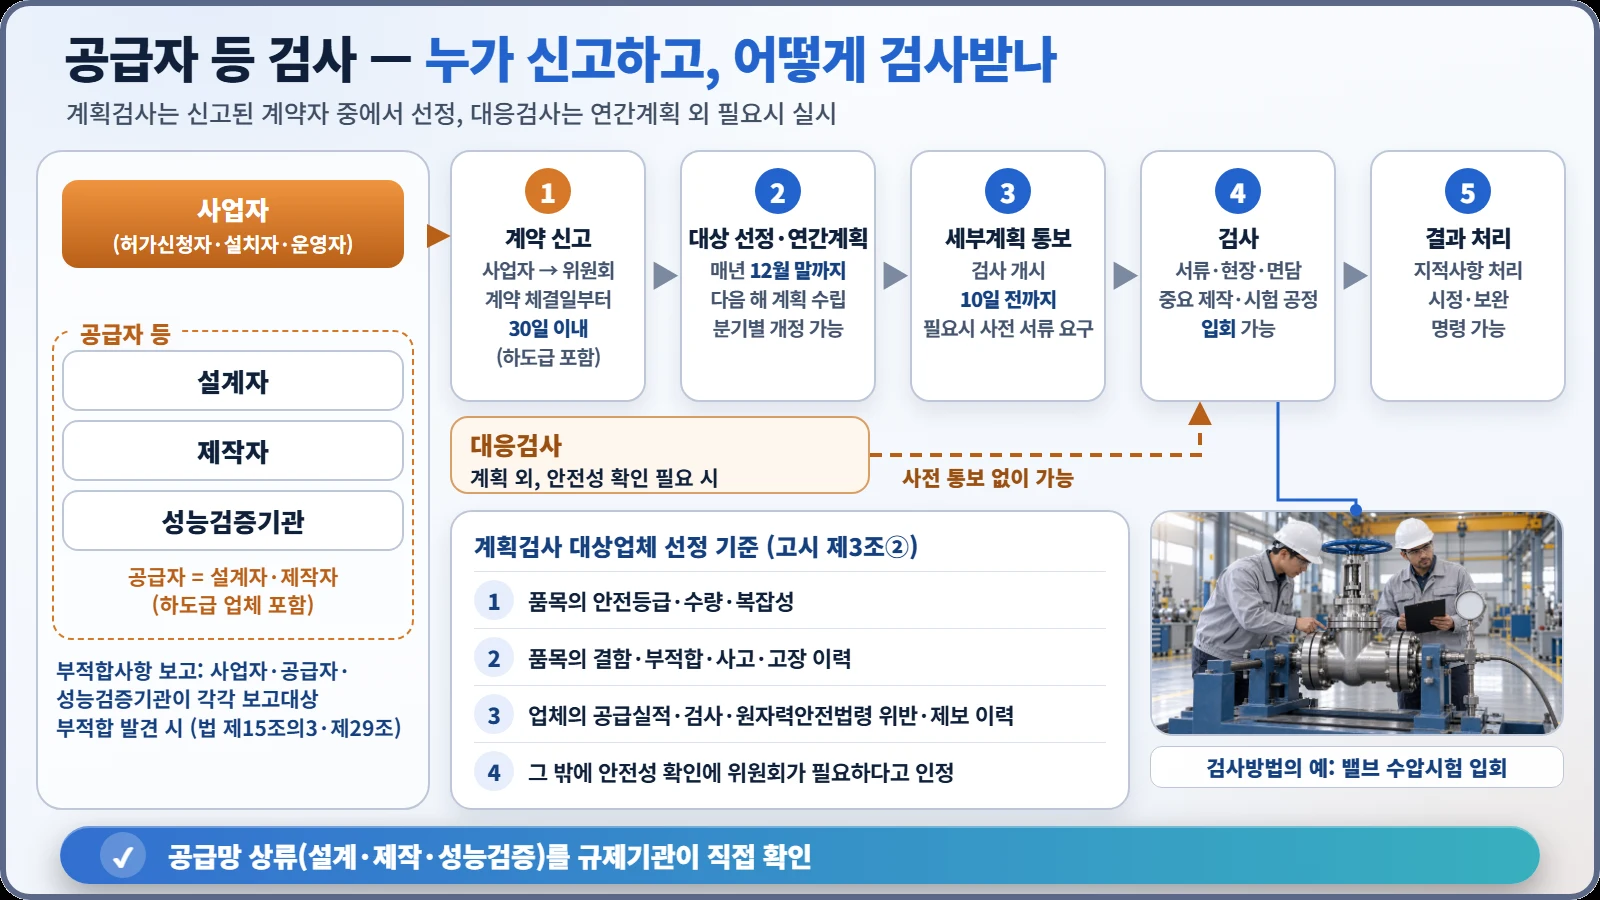 공급자 등 검사 — 누가 신고하고, 어떻게 검사받나
계획검사는 신고된 계약자 중에서 선정, 대응검사는 연간계획 외 필요시 실시
사업자
(허가신청자·설치자·운영자)
공급자 등
설계자
제작자
성능검증기관
공급자 = 설계자·제작자
(하도급 업체 포함)
부적합사항 보고: 사업자·공급자·
성능검증기관이 각각 보고대상
부적합 발견 시 (법 제15조의3·제29조)
1
계약 신고
사업자 → 위원회
계약 체결일부터
30일 이내
(하도급 포함)
2
대상 선정·연간계획
매년 12월 말까지
다음 해 계획 수립
분기별 개정 가능
3
세부계획 통보
검사 개시
10일 전까지
필요시 사전 서류 요구
4
검사
서류·현장·면담
중요 제작·시험 공정
입회 가능
5
결과 처리
지적사항 처리
시정·보완
명령 가능
대응검사
계획 외, 안전성 확인 필요 시
사전 통보 없이 가능
계획검사 대상업체 선정 기준 (고시 제3조②)
1 품목의 안전등급·수량·복잡성
2 품목의 결함·부적합·사고·고장 이력
3 업체의 공급실적·검사·원자력안전법령 위반·제보 이력
4 그 밖에 안전성 확인에 위원회가 필요하다고 인정
검사방법의 예: 밸브 수압시험 입회
공급망 상류(설계·제작·성능검증)를 규제기관이 직접 확인